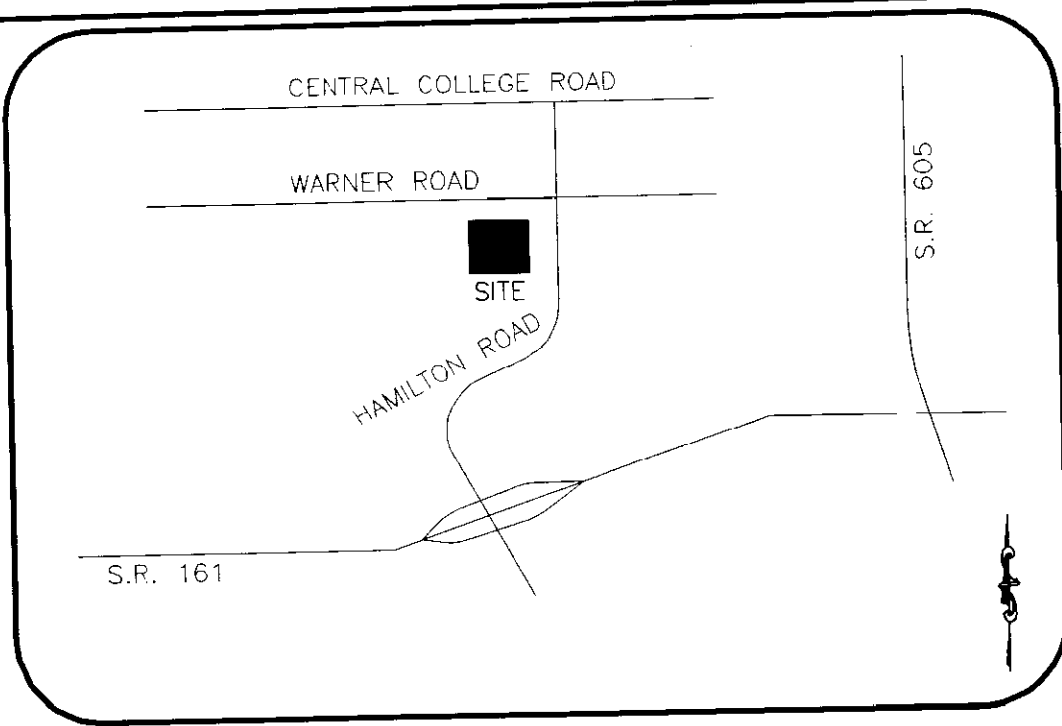 CENTRAL COLLEGE ROAD
WARNER ROAD
S.R. 605
SITE
HAMILTON ROAD
S.R. 161